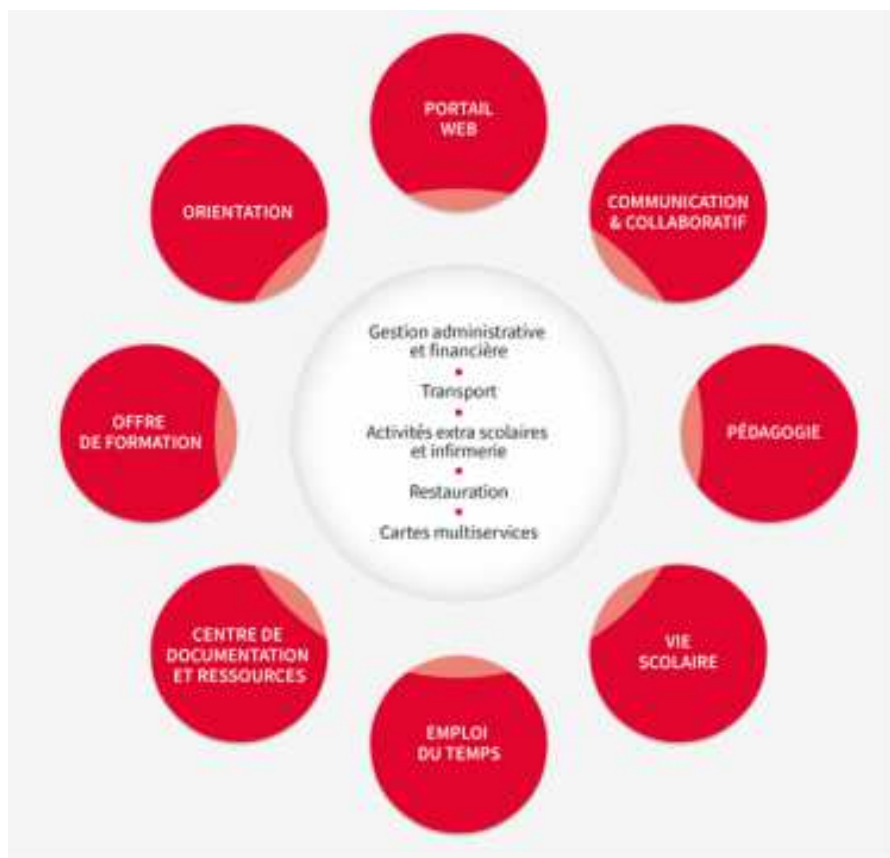 PORTAIL
WEB
COMMUNICATION
& COLLABORATIF
PÉDAGOGIE
VIE
SCOLAIRE
EMPLOI
DU TEMPS
CENTRE DE
DOCUMENTATION
ET RESSOURCES
OFFRE
DE FORMATION
ORIENTATION
Gestion administrative
et financière
Transport
Activités extra scolaires
et infirmerie
Restauration
Cartes multiservices